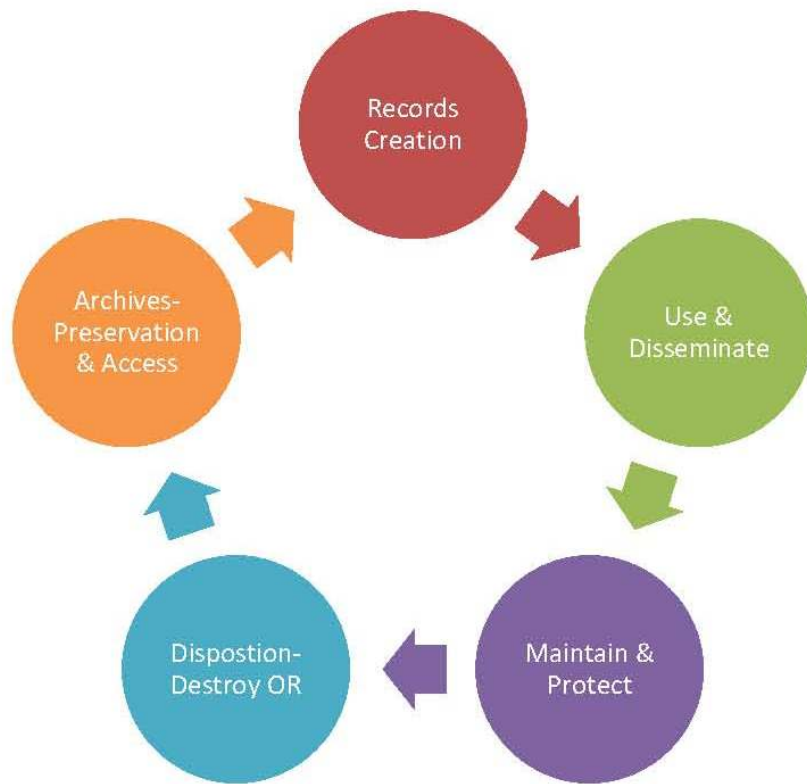 Records
Creation
Use &
Disseminate
Maintain &
Protect
Dispostion-
Destroy OR
Archives-
Preservation
& Access